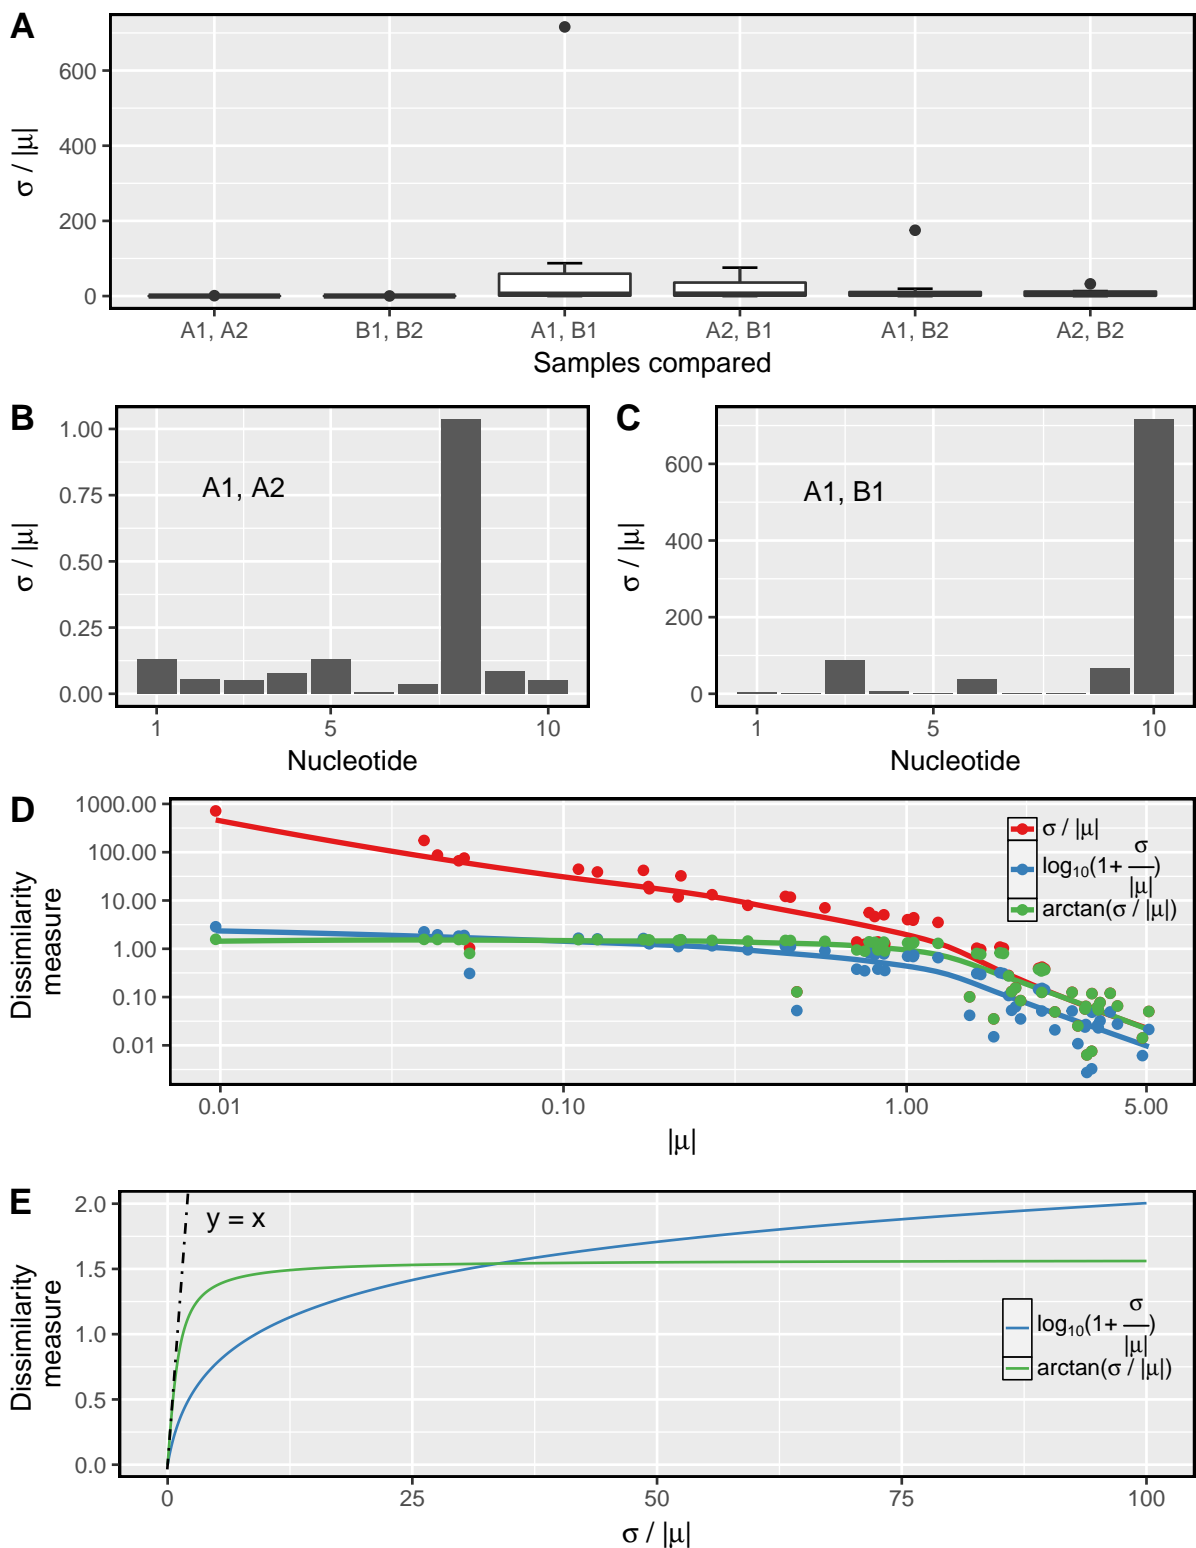 A
600
400
200
0
σ / |μ|
A1, A2
B1, B2
A1, B1
A2, B1
A1, B2
A2, B2
Samples compared
B
1.00
0.75
0.50
0.25
0.00
σ / |μ|
A1, A2
1
5
10
Nucleotide
C
600
400
200
0
σ / |μ|
A1, B1
1
5
10
Nucleotide
D
1000.00
100.00
10.00
1.00
0.10
0.01
Dissimilarity
measure
σ / |μ|
log10(1+ σ/|μ|)
arctan(σ / |μ|)
0.01
0.10
1.00
5.00
|μ|
E
2.0
1.5
1.0
0.5
0.0
Dissimilarity
measure
y = x
log10(1+ σ/|μ|)
arctan(σ / |μ|)
0
25
50
75
100
σ / |μ|